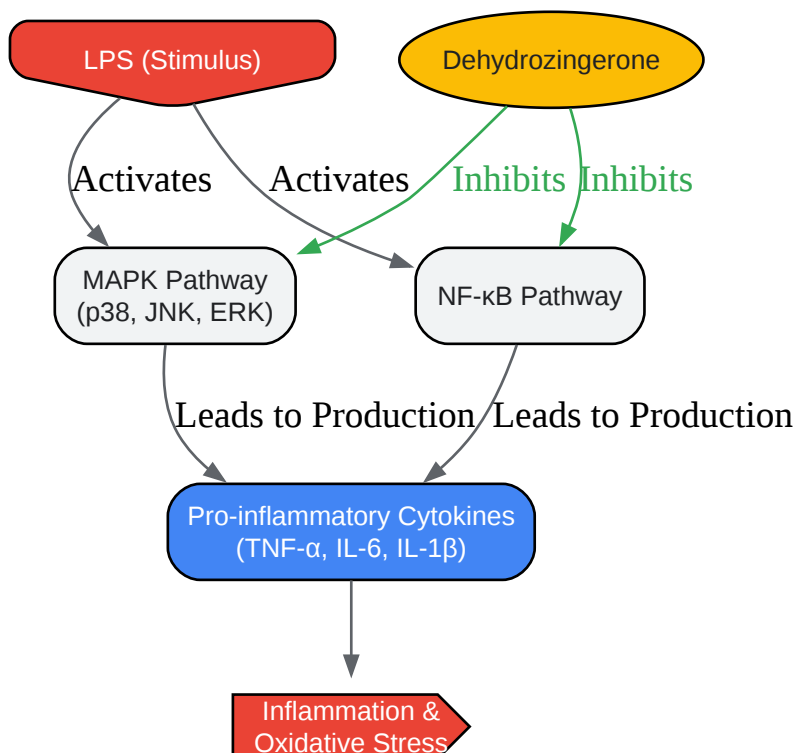 LPS (Stimulus)
Dehydrozingerone
Activates
Activates
Inhibits
Inhibits
MAPK Pathway
(p38, JNK, ERK)
NF-κB Pathway
Leads to Production
Leads to Production
Pro-inflammatory Cytokines
(TNF-α, IL-6, IL-1β)
Inflammation &
Oxidative Stress